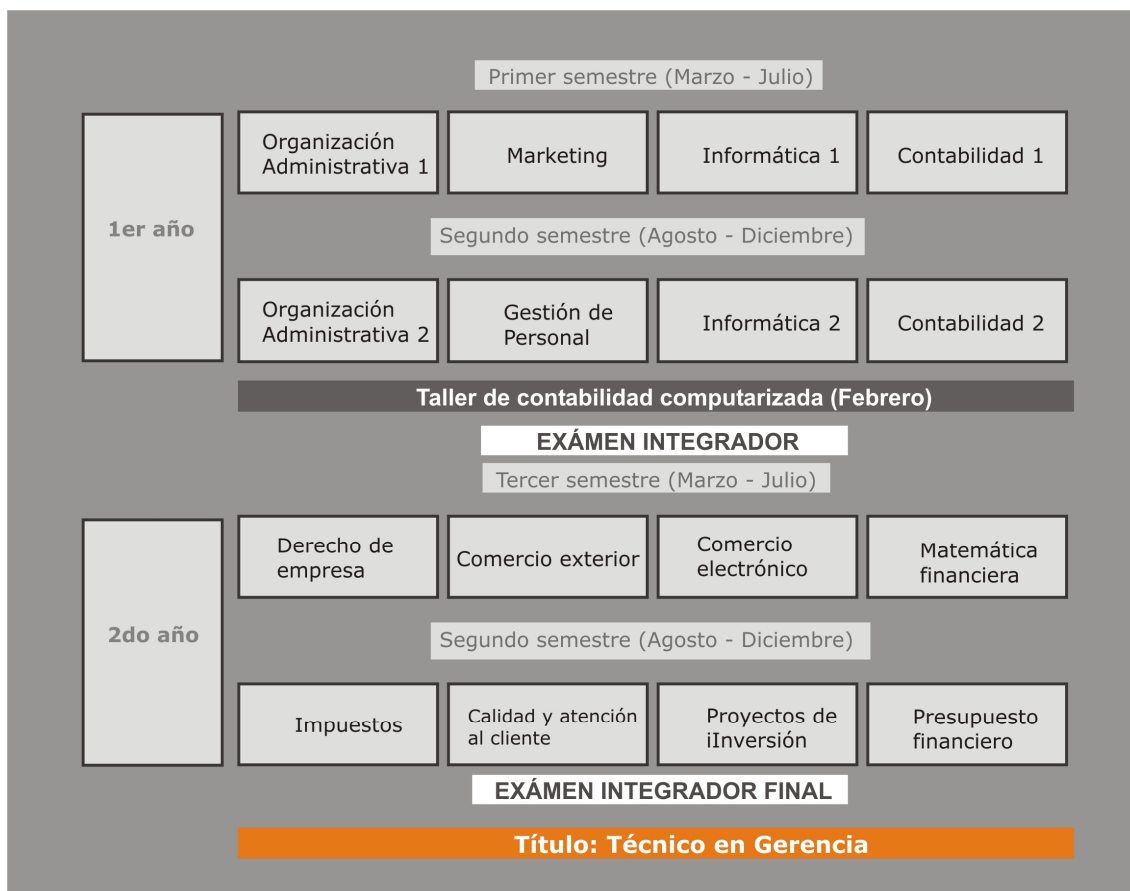 Primer semestre (Marzo - Julio)
1er año
Organización
Administrativa 1
Marketing
Informática 1
Contabilidad 1
Segundo semestre (Agosto - Diciembre)
Organización
Administrativa 2
Gestión de
Personal
Informática 2
Contabilidad 2
Taller de contabilidad computarizada (Febrero)
EXÁMEN INTEGRADOR
Tercer semestre (Marzo - Julio)
2do año
Derecho de
empresa
Comercio exterior
Comercio
electrónico
Matemática
financiera
Segundo semestre (Agosto - Diciembre)
Impuestos
Calidad y atención
al cliente
Proyectos de
iInversión
Presupuesto
financiero
EXÁMEN INTEGRADOR FINAL
Título: Técnico en Gerencia